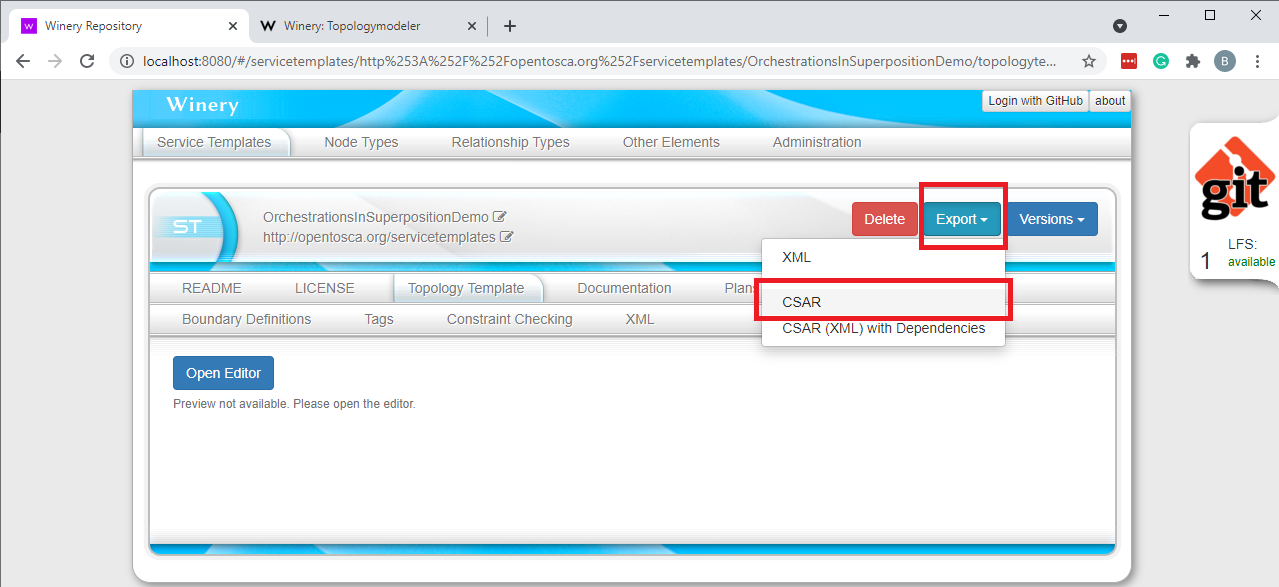 Winery Repository
Winery: Topologymodeler
localhost:8080/#/servicetemplates/http%253A%252F%252Fopentosca.org%252Fservicetemplates/OrchestrationsInSuperpositionDemo/topologyte...
B
Winery
Login with GitHub about
Service Templates Node Types Relationship Types Other Elements Administration
git
LFS:
1 available
ST
OrchestrationsInSuperpositionDemo
http://opentosca.org/servicetemplates
Delete Export Versions
XML
CSAR
CSAR (XML) with Dependencies
README LICENSE Topology Template Documentation Plans
Boundary Definitions Tags Constraint Checking XML
Open Editor
Preview not available. Please open the editor.